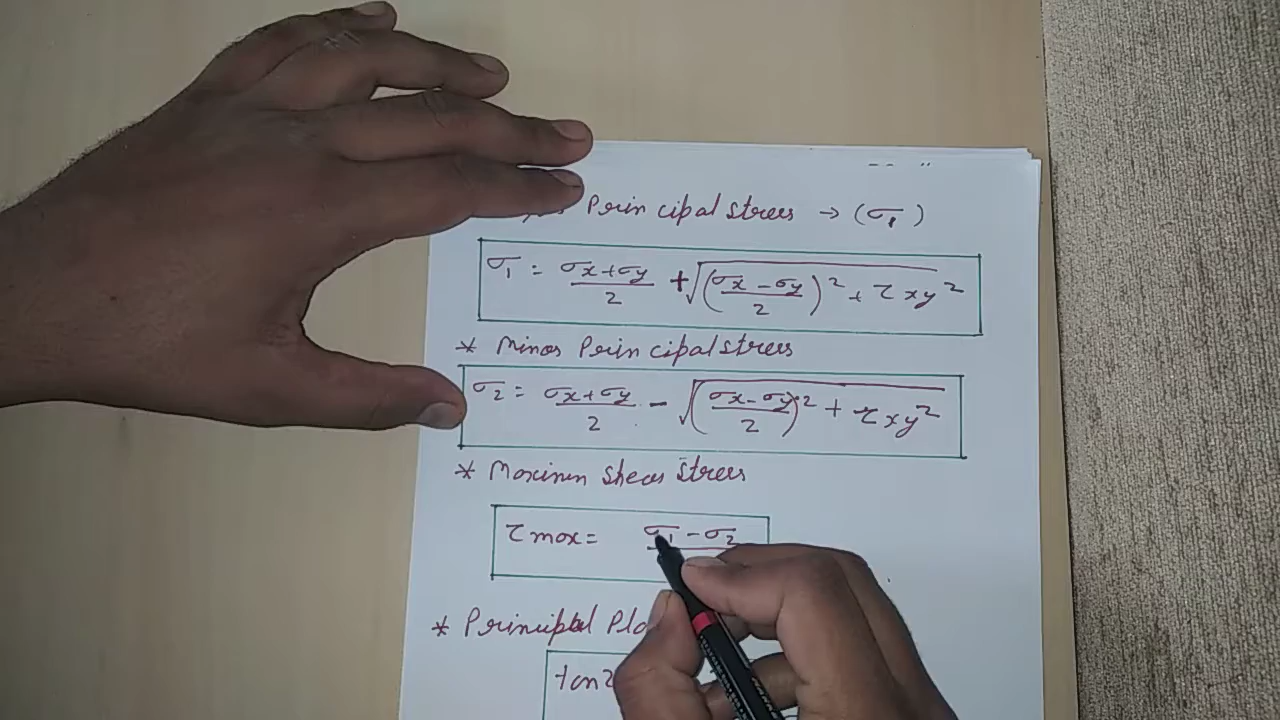 Principal Stress → (σ₁)
σ₁ = σx+σy/2 + √((σx-σy/2)² + τxy²)
* Minor Principal stress
σ₂ = σx+σy/2 - √((σx-σy/2)² + τxy²)
* Maximum Shear Stress
τmax = σ₁-σ₂
* Principal
tan2